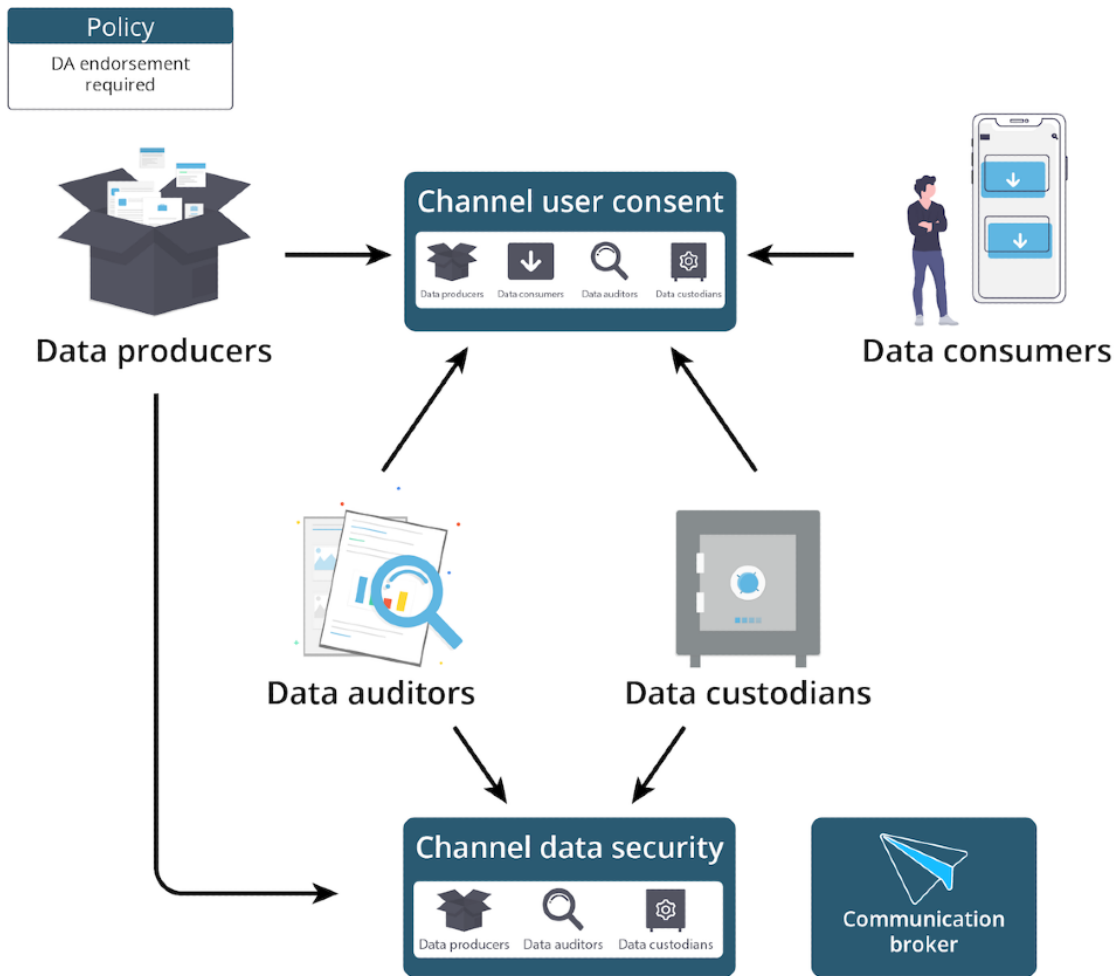 Policy
DA endorsement
required
Channel user consent
Data producers
Data consumers
Data auditors
Data custodians
Data producers
Data consumers
Data auditors
Data custodians
Channel data security
Data producers
Data auditors
Data custodians
Communication
broker